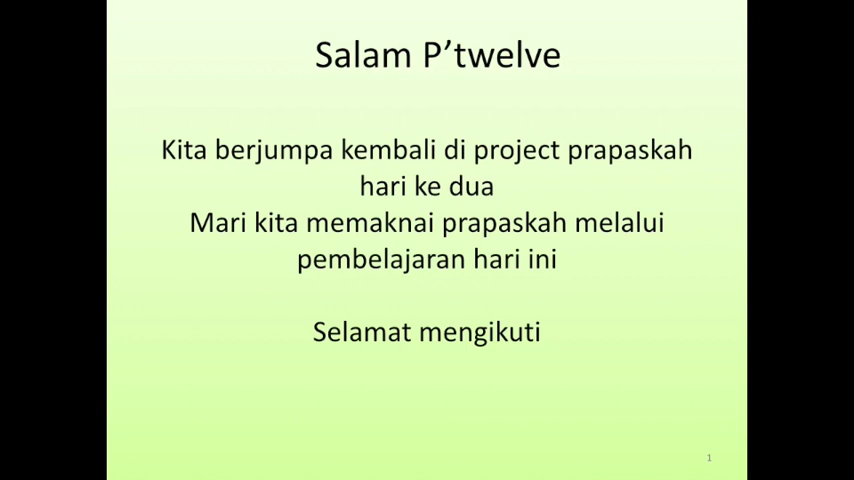 Salam P’twelve
Kita berjumpa kembali di project prapaskah
hari ke dua
Mari kita memaknai prapaskah melalui
pembelajaran hari ini
Selamat mengikuti
1